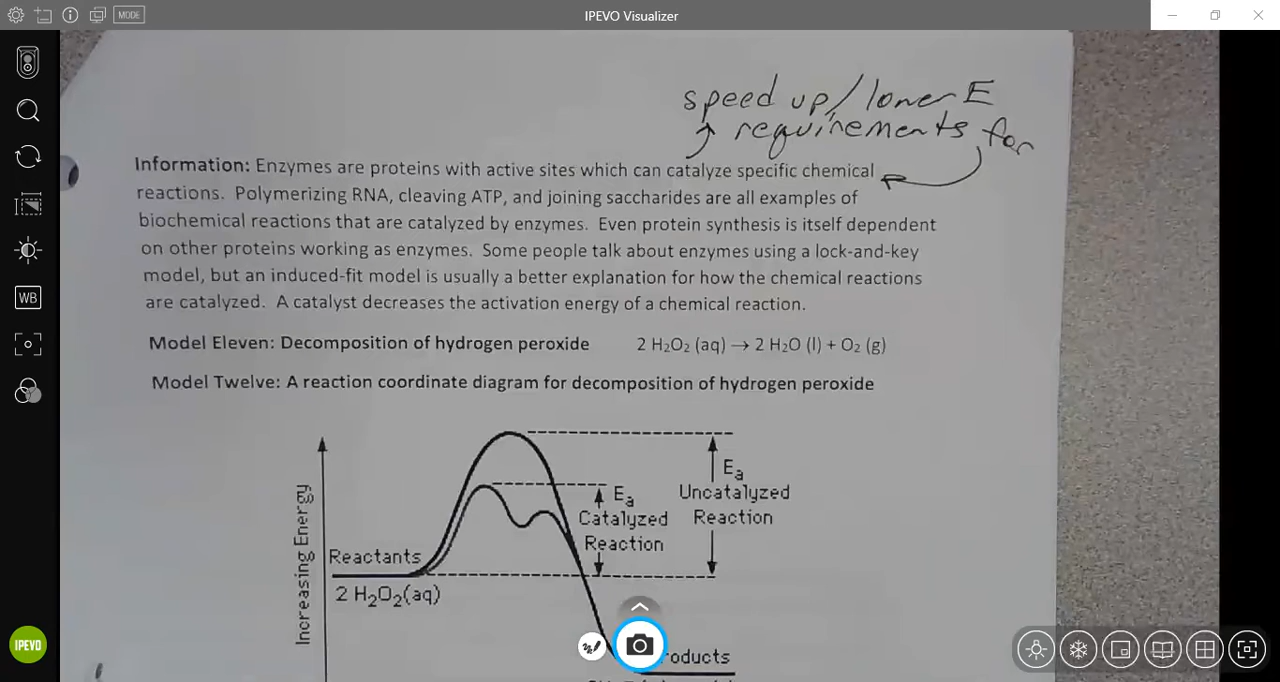 IPEVO Visualizer
MODE
speed up/lower E
requirements for
Information: Enzymes are proteins with active sites which can catalyze specific chemical
reactions. Polymerizing RNA, cleaving ATP, and joining saccharides are all examples of
biochemical reactions that are catalyzed by enzymes. Even protein synthesis is itself dependent
on other proteins working as enzymes. Some people talk about enzymes using a lock-and-key
model, but an induced-fit model is usually a better explanation for how the chemical reactions
are catalyzed. A catalyst decreases the activation energy of a chemical reaction.
WB
Model Eleven: Decomposition of hydrogen peroxide 2 H₂O₂ (aq) → 2 H₂O (l) + O₂ (g)
Model Twelve: A reaction coordinate diagram for decomposition of hydrogen peroxide
Increasing Energy
Eₐ
Uncatalyzed
Reaction
Eₐ
Catalyzed
Reaction
Reactants
2 H₂O₂(aq)
roducts
IPEVO